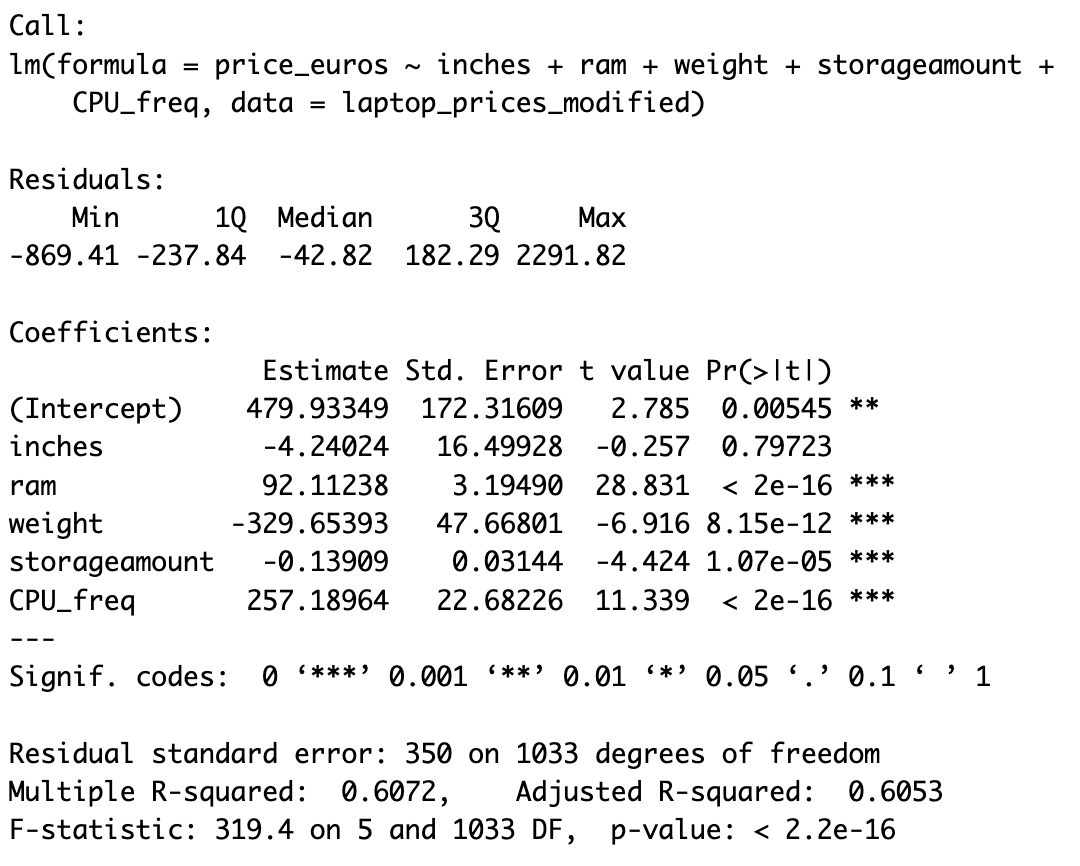 Call:
lm(formula = price_euros ~ inches + ram + weight + storageamount +
    CPU_freq, data = laptop_prices_modified)

Residuals:
    Min      1Q  Median      3Q     Max
-869.41 -237.84  -42.82  182.29 2291.82

Coefficients:
                Estimate Std. Error t value Pr(>|t|)
(Intercept)    479.93349  172.31609   2.785  0.00545 **
inches          -4.24024   16.49928  -0.257  0.79723
ram             92.11238    3.19490  28.831  < 2e-16 ***
weight        -329.65393   47.66801  -6.916 8.15e-12 ***
storageamount   -0.13909    0.03144  -4.424 1.07e-05 ***
CPU_freq       257.18964   22.68226  11.339  < 2e-16 ***
---
Signif. codes:  0 ‘***’ 0.001 ‘**’ 0.01 ‘*’ 0.05 ‘.’ 0.1 ‘ ’ 1

Residual standard error: 350 on 1033 degrees of freedom
Multiple R-squared:  0.6072,	Adjusted R-squared:  0.6053
F-statistic: 319.4 on 5 and 1033 DF,  p-value: < 2.2e-16